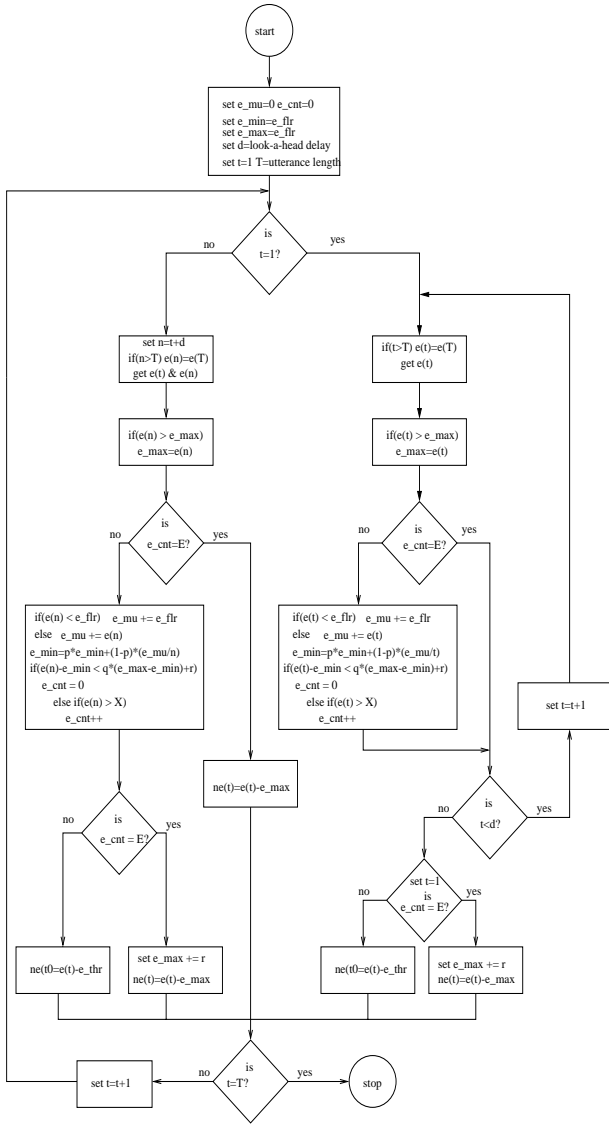 start
set e_mu=0 e_cnt=0
set e_min=e_flr
set e_max=e_flr
set d=look-a-head delay
set t=1 T=utterance length
is
t=1?
no
yes
set n=t+d
if(n>T) e(n)=e(T)
get e(t) & e(n)
if(t>T) e(t)=e(T)
get e(t)
if(e(n) > e_max)
e_max=e(n)
if(e(t) > e_max)
e_max=e(t)
is
e_cnt=E?
no
yes
is
e_cnt=E?
no
yes
if(e(n) < e_flr) e_mu += e_flr
else e_mu += e(n)
e_min=p*e_min+(1-p)*(e_mu/n)
if(e(n)-e_min < q*(e_max-e_min)+r)
e_cnt = 0
else if(e(n) > X)
e_cnt++
if(e(t) < e_flr) e_mu += e_flr
else e_mu += e(t)
e_min=p*e_min+(1-p)*(e_mu/t)
if(e(t)-e_min < q*(e_max-e_min)+r)
e_cnt = 0
else if(e(t) > X)
e_cnt++
set t=t+1
ne(t)=e(t)-e_max
is
t<d?
no
yes
is
e_cnt = E?
no
yes
set t=1
is
e_cnt = E?
no
yes
ne(t0=e(t)-e_thr
set e_max += r
ne(t)=e(t)-e_max
ne(t0=e(t)-e_thr
set e_max += r
ne(t)=e(t)-e_max
is
t=T?
no
yes
set t=t+1
stop